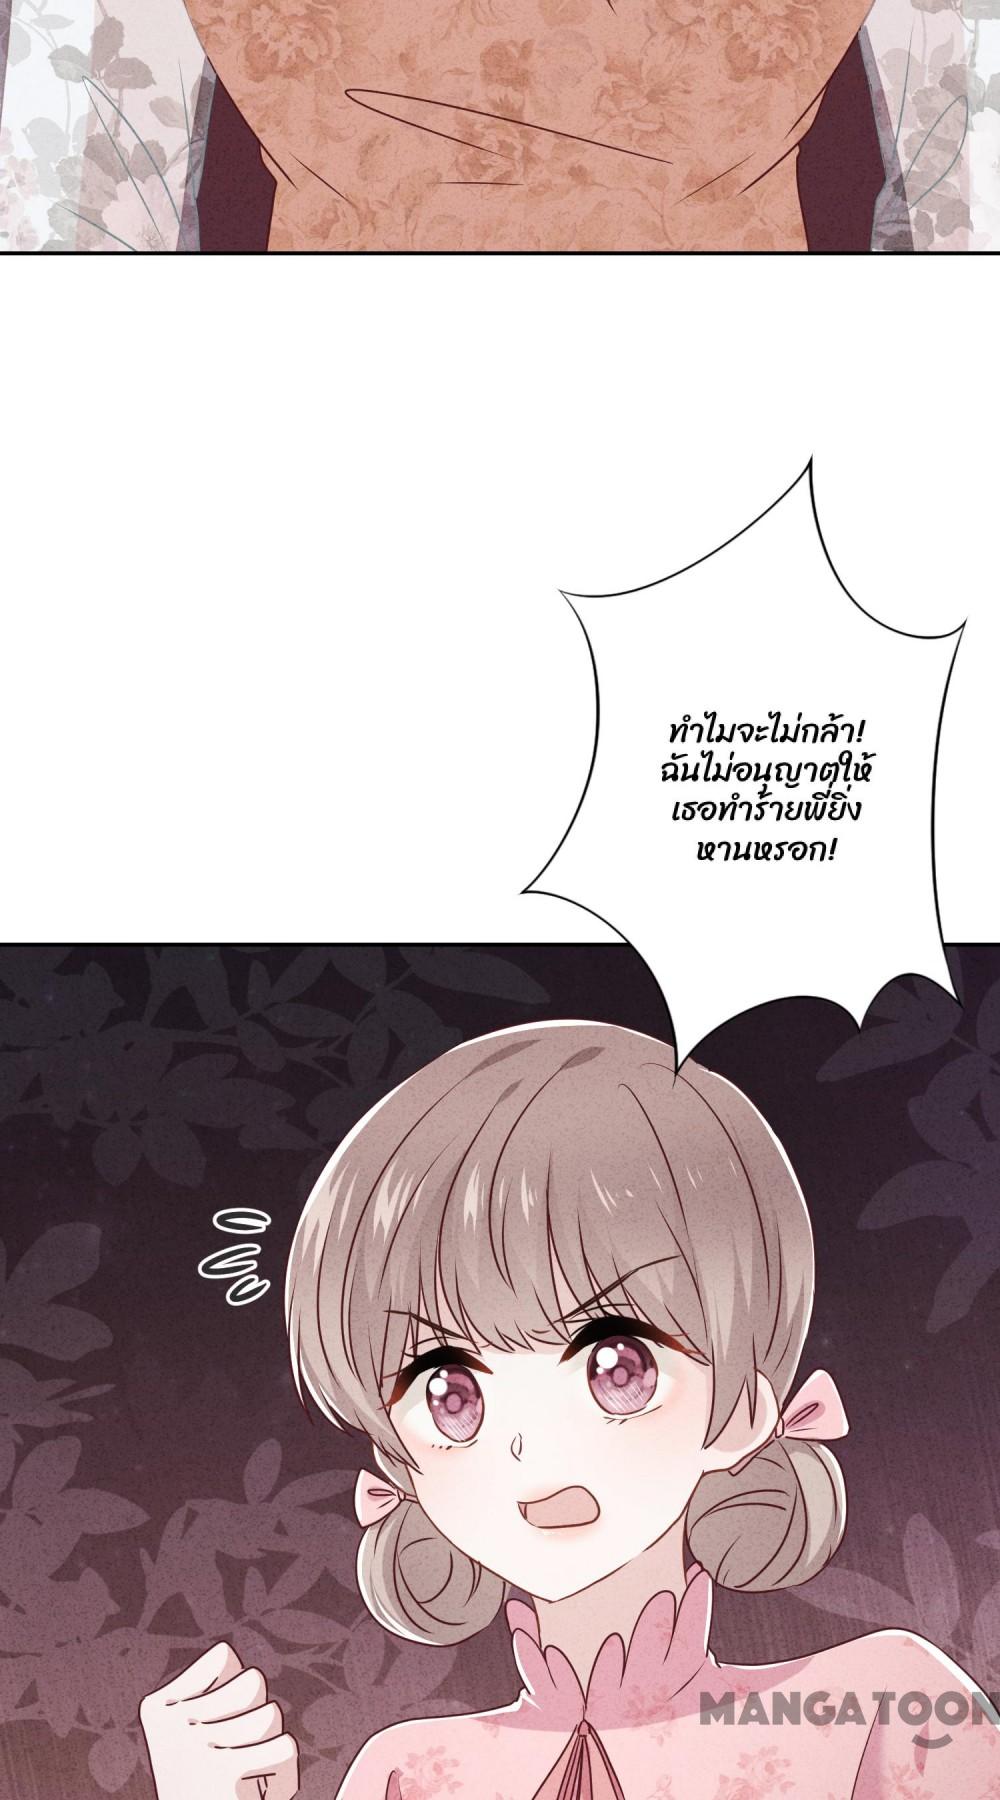 ทำไมจะไม่กล้า!
ฉันไม่อนุญาตให้
เธอทำร้ายพี่ยิ่ง
หานหรอก!
MANGATOON